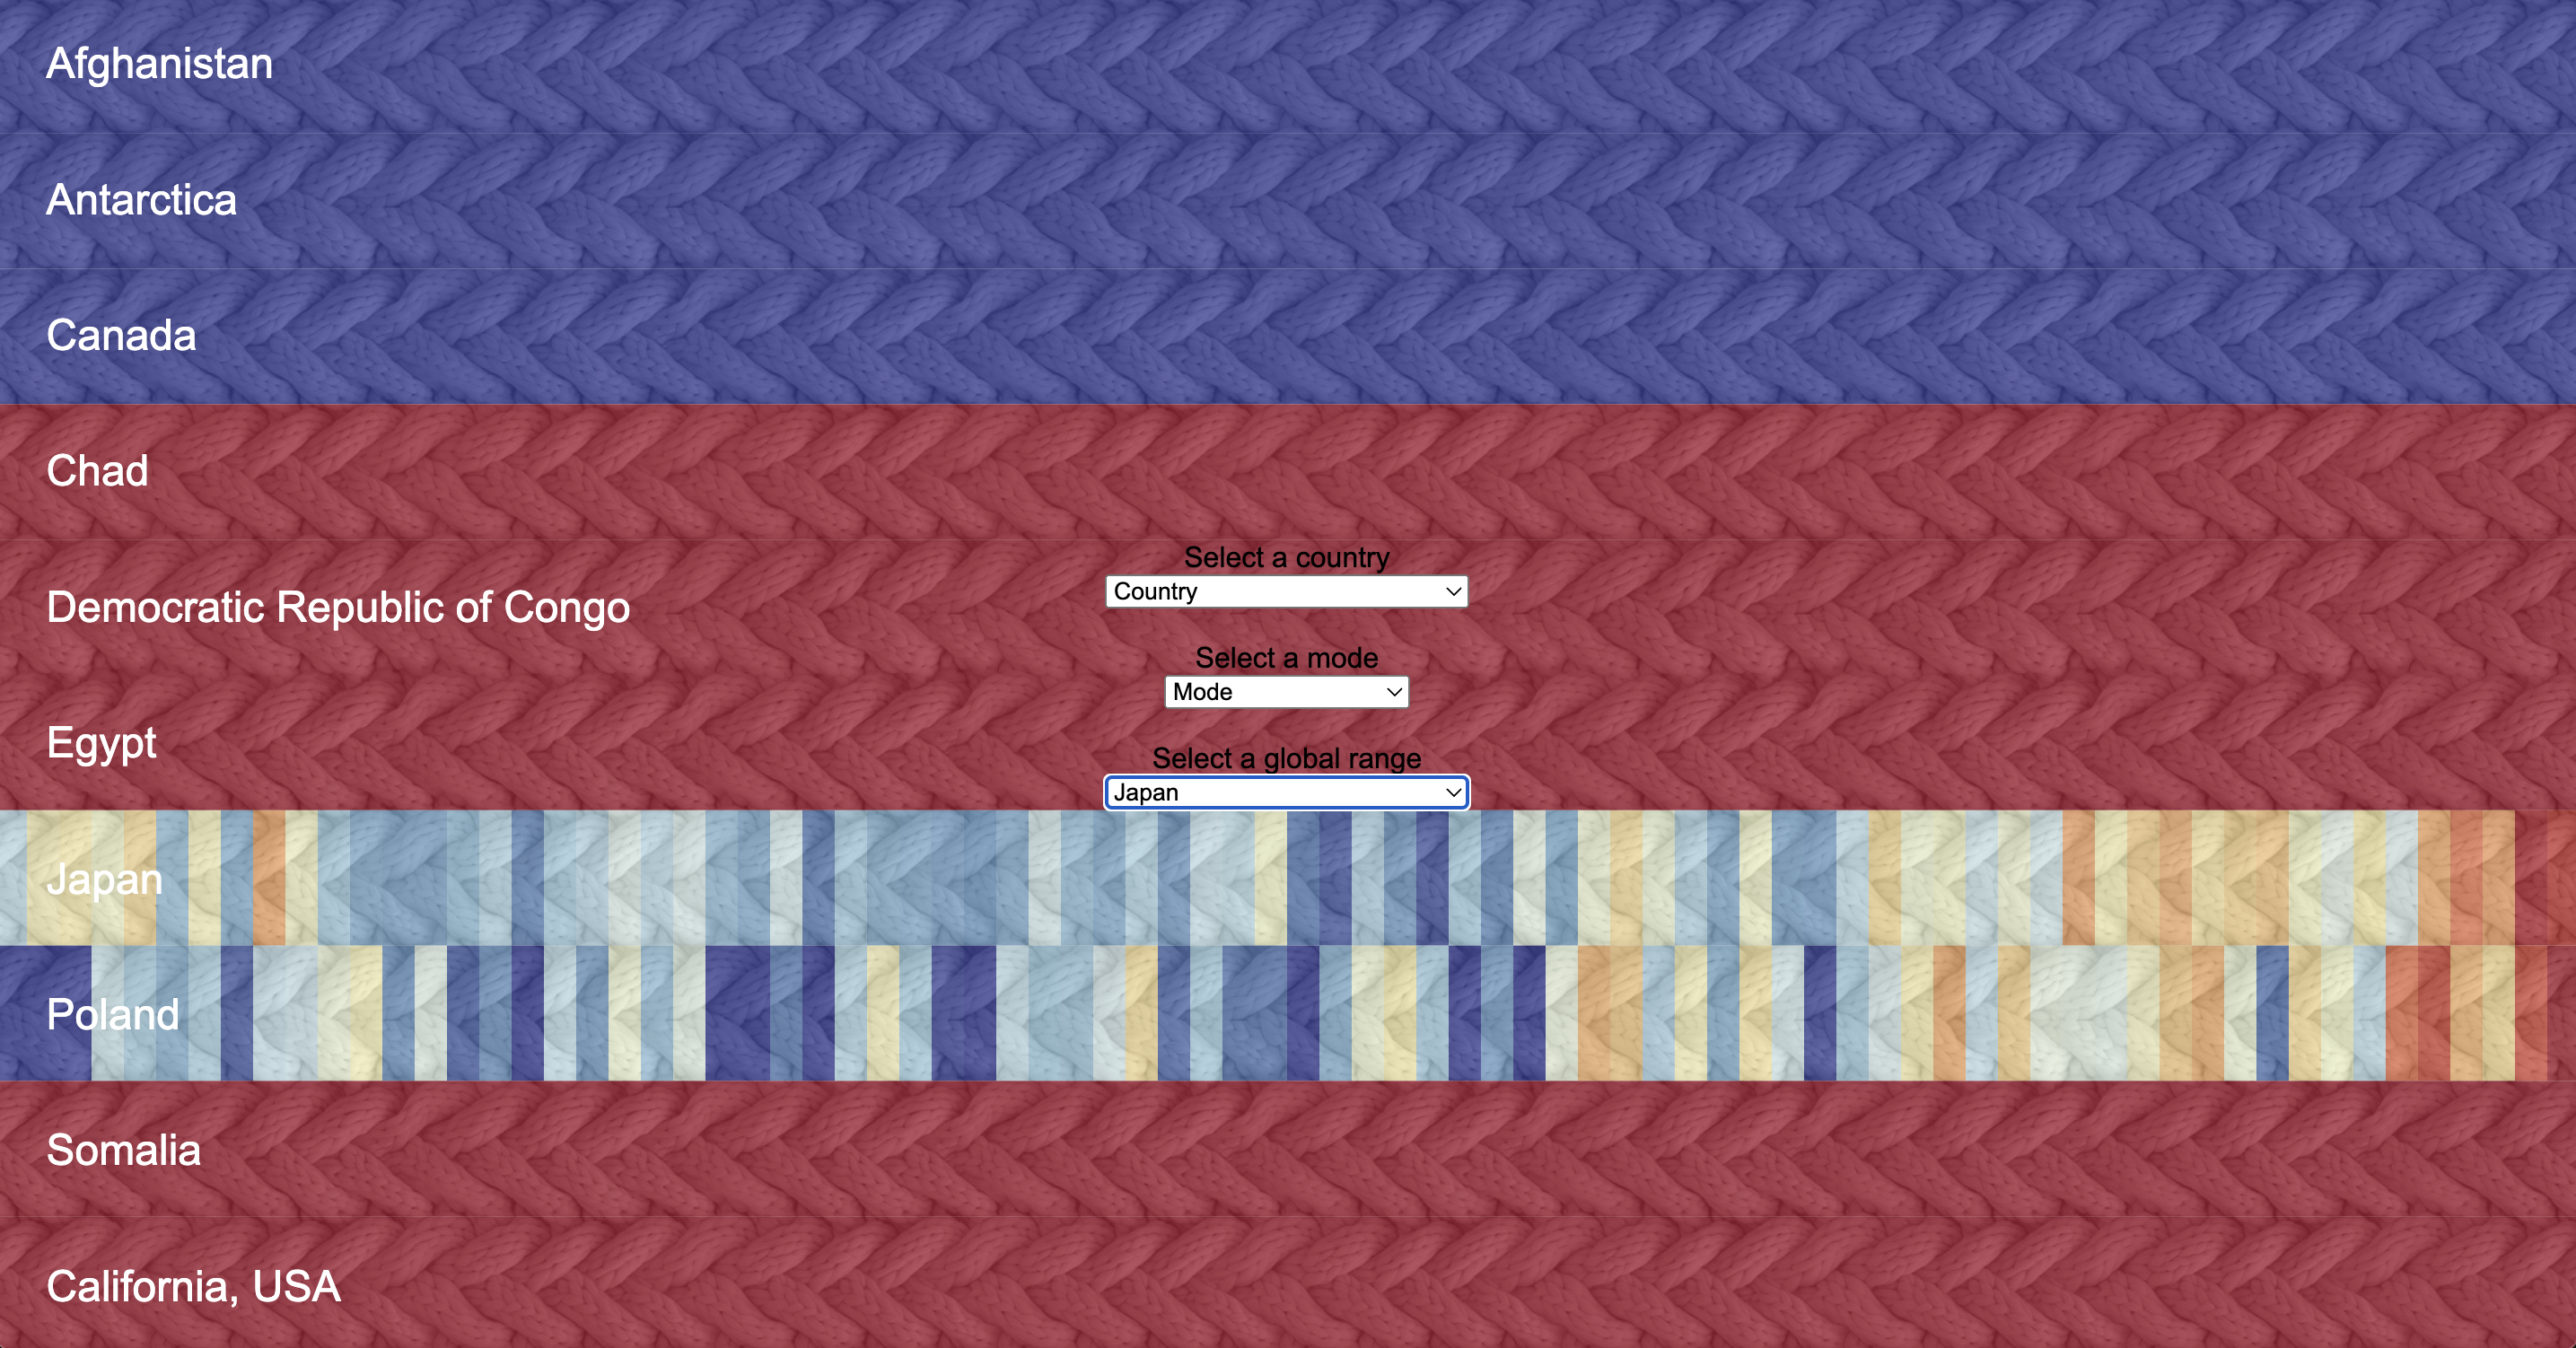 Afghanistan
Antarctica
Canada
Chad
Select a country
Country
Democratic Republic of Congo
Select a mode
Mode
Egypt
Select a global range
Japan
Japan
Poland
Somalia
California, USA